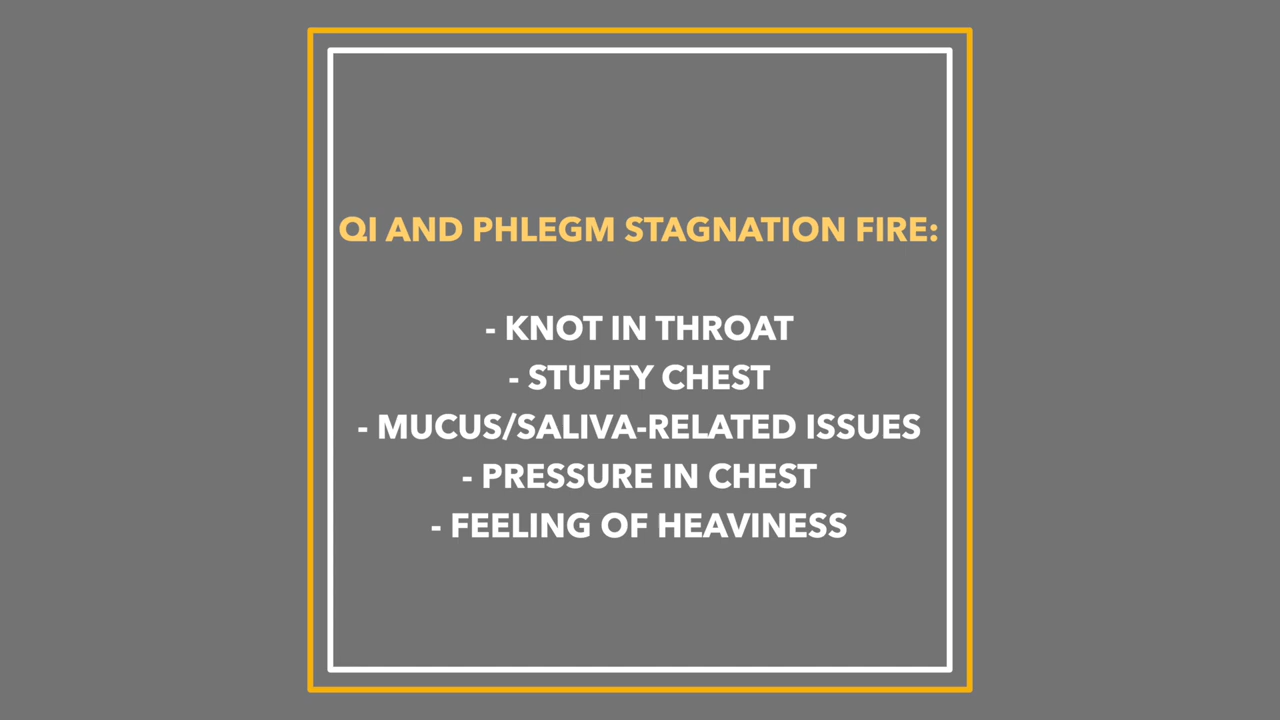 QI AND PHLEGM STAGNATION FIRE:
- KNOT IN THROAT
- STUFFY CHEST
- MUCUS/SALIVA-RELATED ISSUES
- PRESSURE IN CHEST
- FEELING OF HEAVINESS